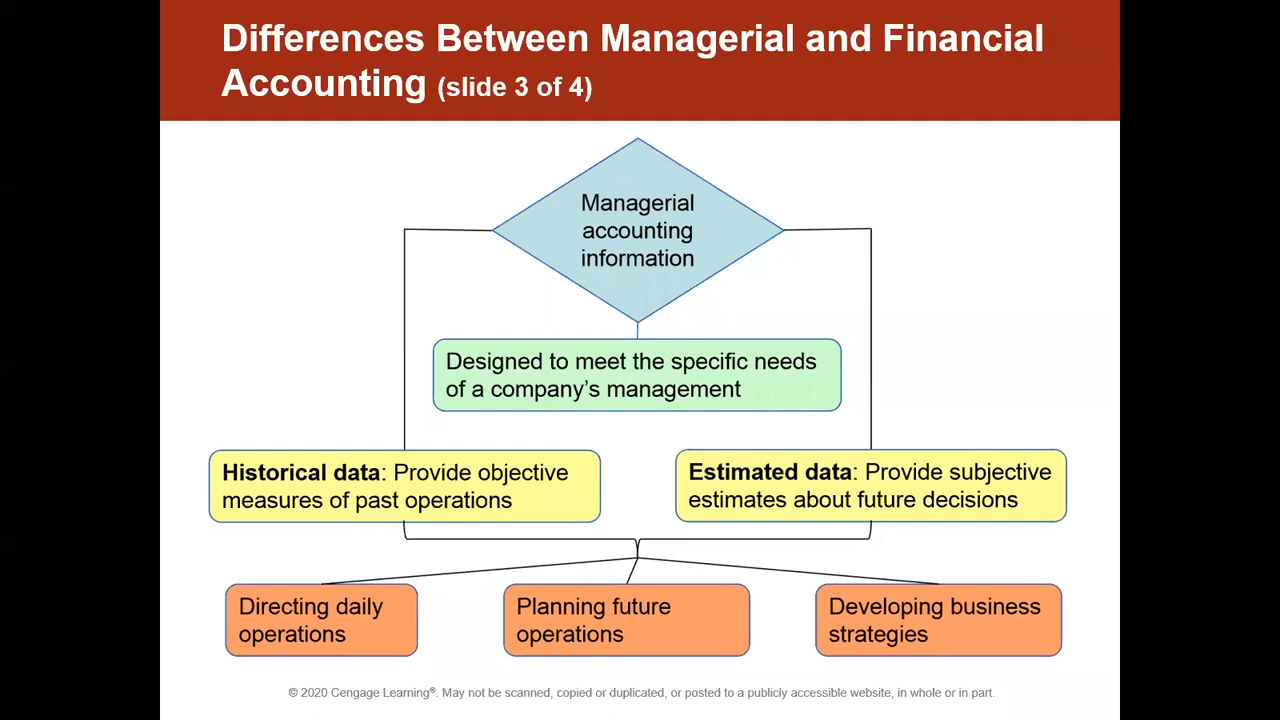 Differences Between Managerial and Financial
Accounting (slide 3 of 4)
Managerial
accounting
information
Designed to meet the specific needs
of a company’s management
Historical data: Provide objective
measures of past operations
Estimated data: Provide subjective
estimates about future decisions
Directing daily
operations
Planning future
operations
Developing business
strategies
© 2020 Cengage Learning®. May not be scanned, copied or duplicated, or posted to a publicly accessible website, in whole or in part.